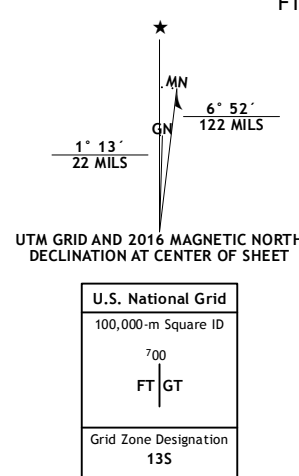 FT
★
MN
GN
6° 52´
122 MILS
1° 13´
22 MILS
UTM GRID AND 2016 MAGNETIC NORTH
DECLINATION AT CENTER OF SHEET
U.S. National Grid
100,000-m Square ID
⁷00
FT GT
Grid Zone Designation
13S